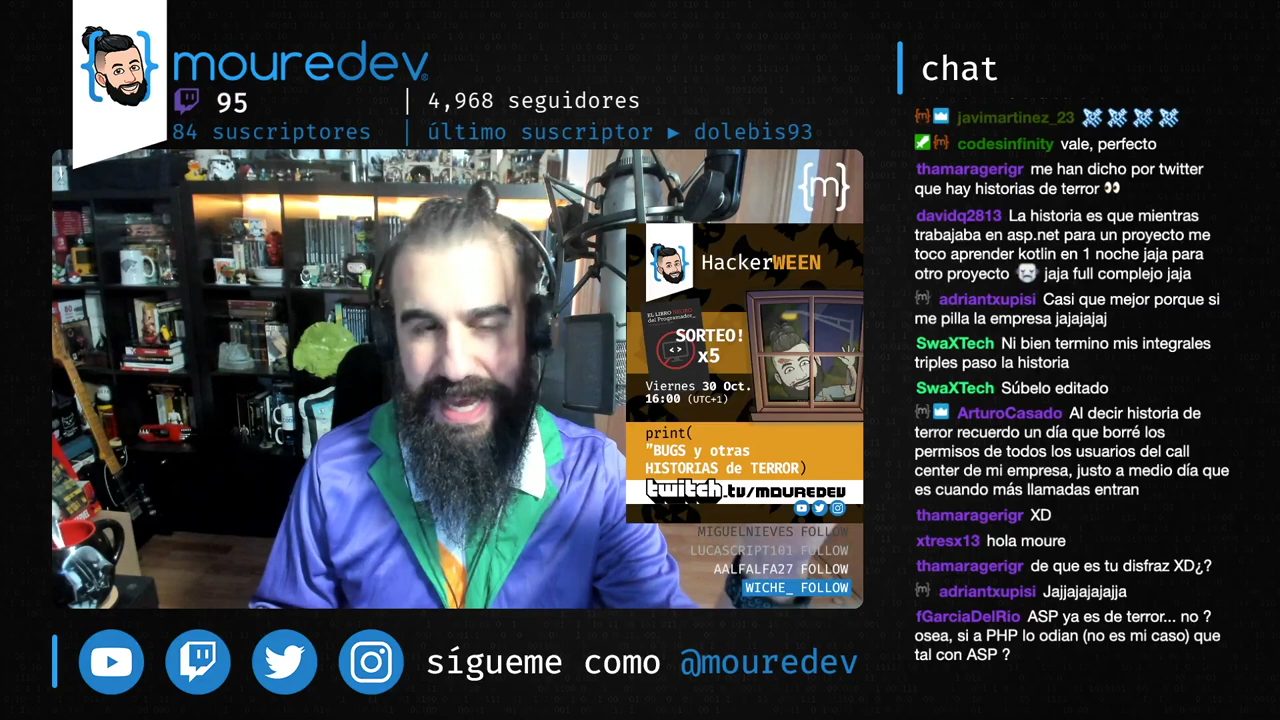 mouredev
95
4,968 seguidores
84 suscriptores
último suscriptor ▶ dolebis93
{m}
HackerWEEN
EL LIBRO NEGRO
del Programador_
SORTEO!
x5
Viernes 30 Oct.
16:00 (UTC+1)
print(
"BUGS y otras
HISTORIAS de TERROR)
twitch.tv/MOUREDEV
MIGUELNIEVES FOLLOW
LUCASCRIPT101 FOLLOW
AALFALFA27 FOLLOW
WICHE_ FOLLOW
sígueme como @mouredev
chat
javimartinez_23
codesinfinity vale, perfecto
thamaragerigr me han dicho por twitter
que hay historias de terror 👀
davidq2813 La historia es que mientras
trabajaba en asp.net para un proyecto me
toco aprender kotlin en 1 noche jaja para
otro proyecto jaja full complejo jaja
adriantxupisi Casi que mejor porque si
me pilla la empresa jajajajaj
SwaXTech Ni bien termino mis integrales
triples paso la historia
SwaXTech Súbelo editado
ArturoCasado Al decir historia de
terror recuerdo un día que borré los
permisos de todos los usuarios del call
center de mi empresa, justo a medio día que
es cuando más llamadas entran
thamaragerigr XD
xtresx13 hola moure
thamaragerigr de que es tu disfraz XD¿?
adriantxupisi Jajjajajajajja
fGarciaDelRio ASP ya es de terror... no ?
osea, si a PHP lo odian (no es mi caso) que
tal con ASP ?